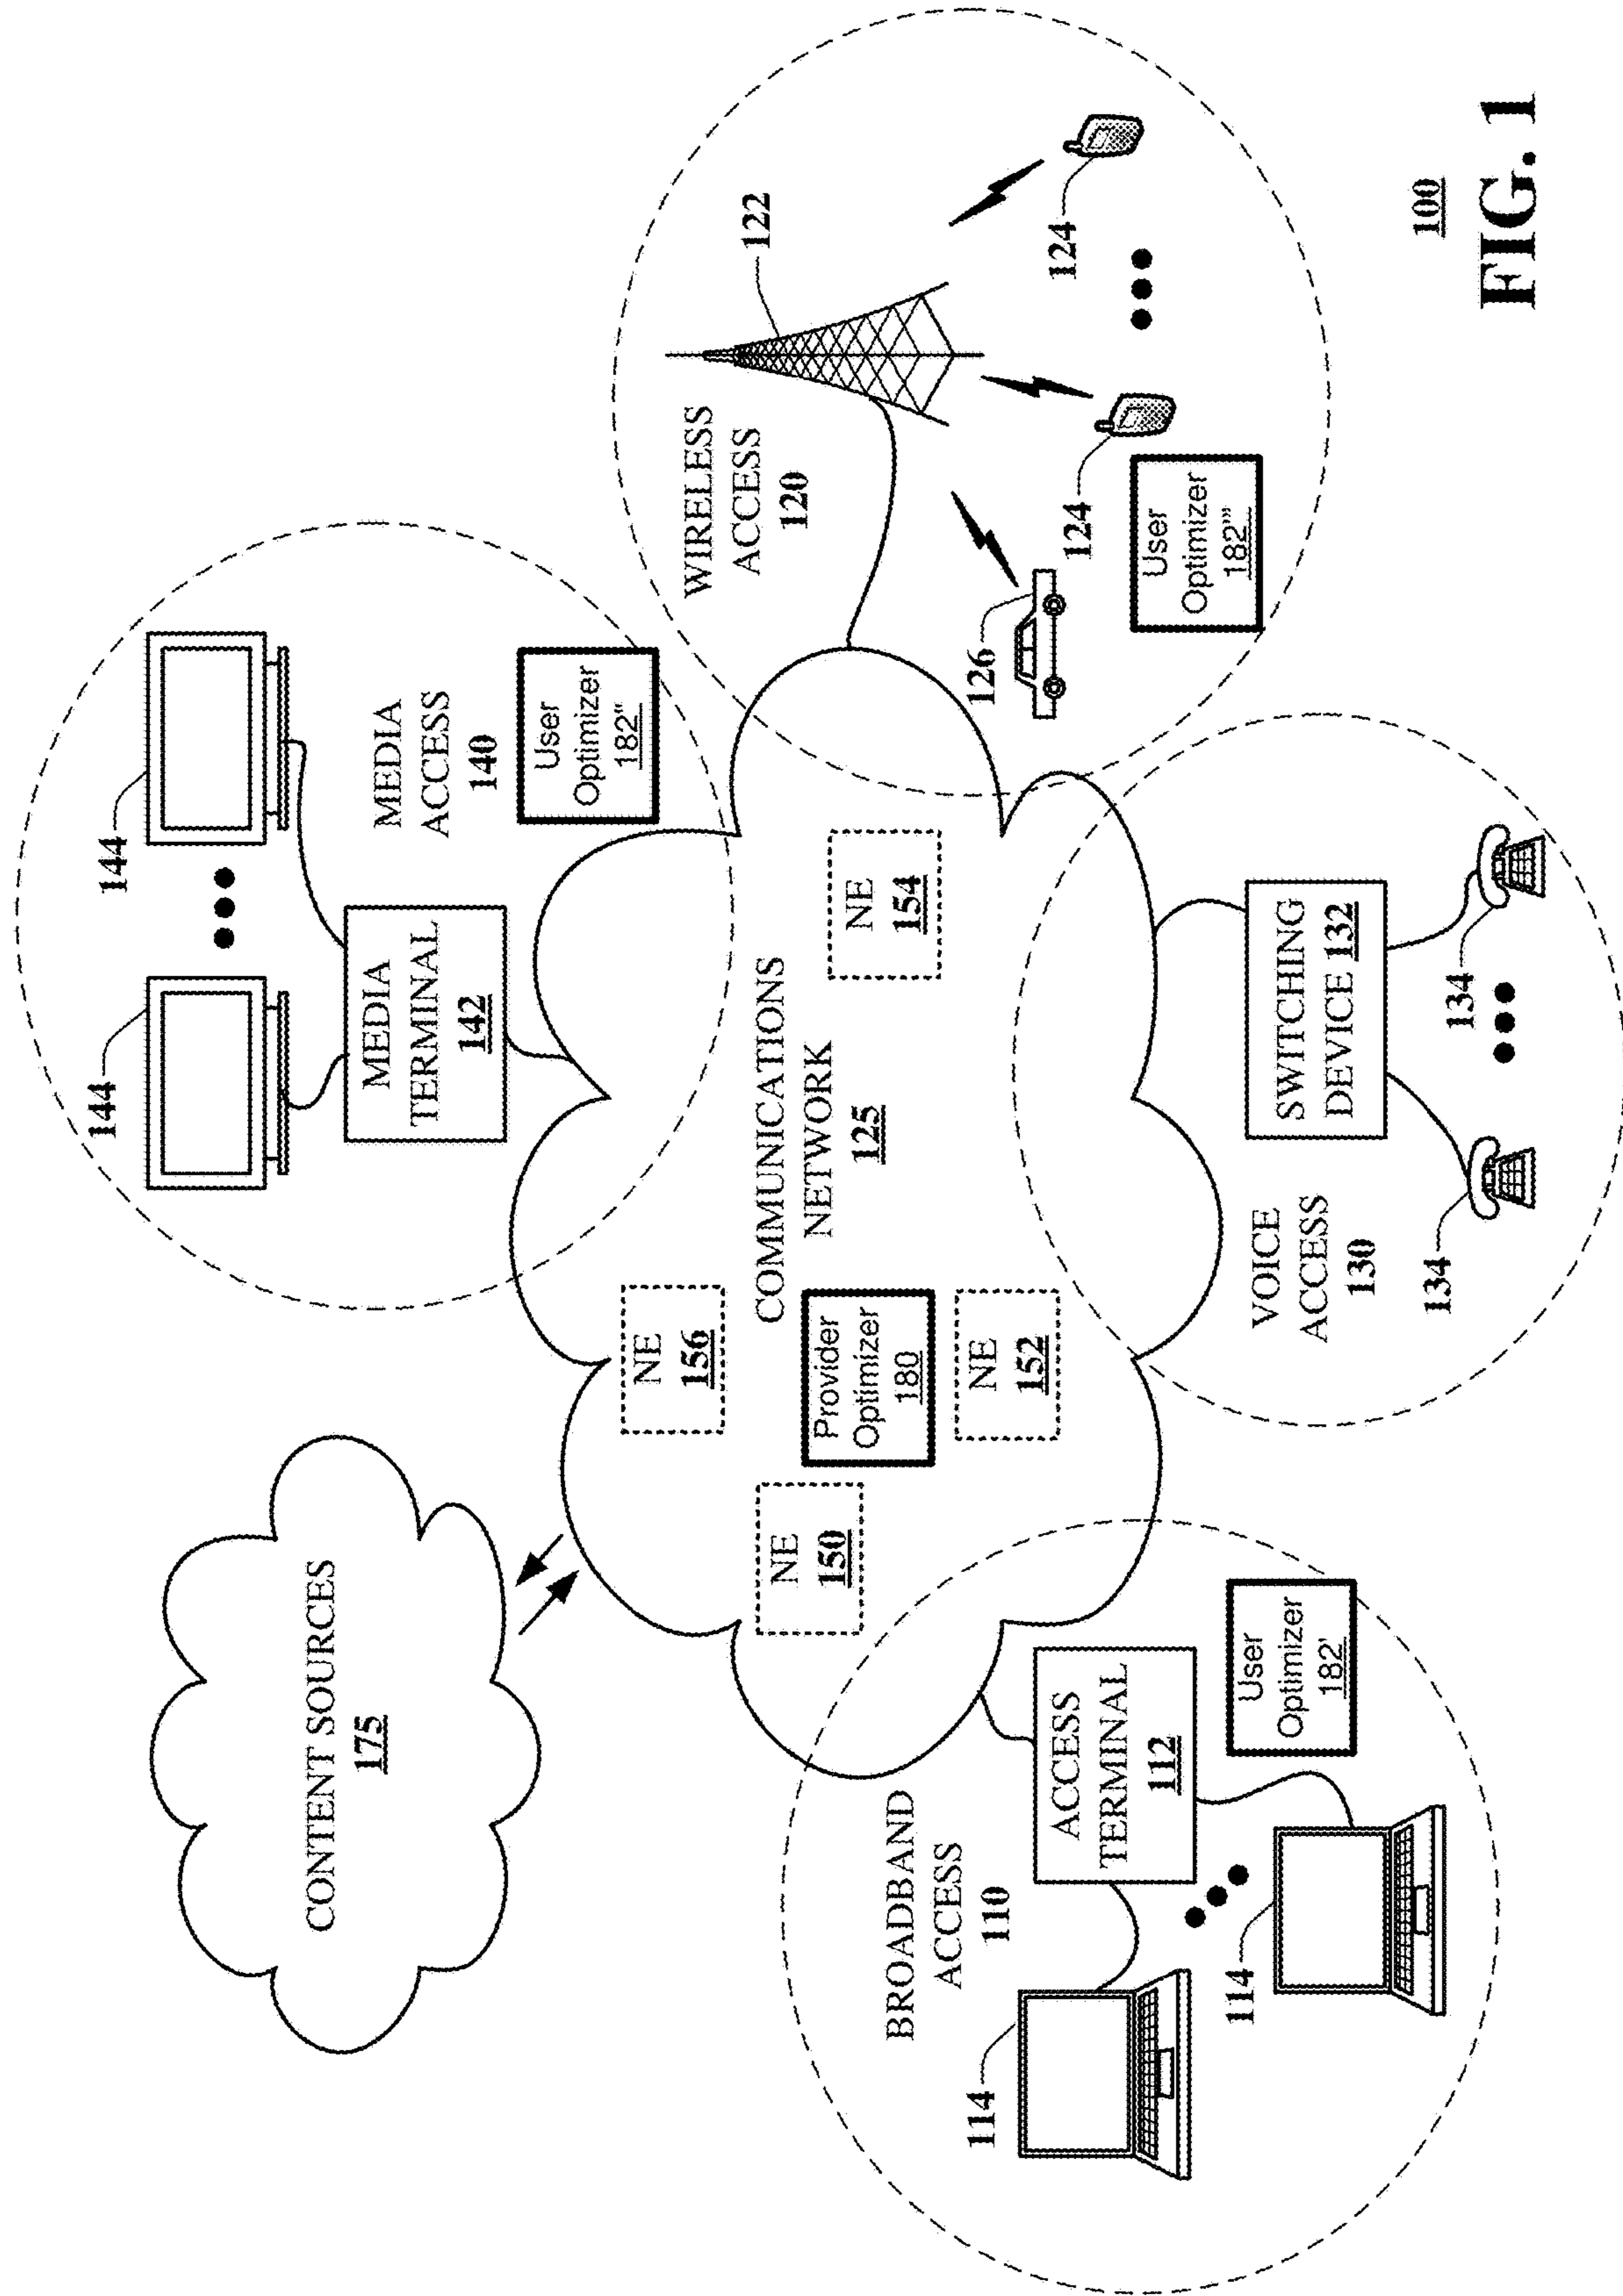 CONTENT SOURCES
175
144
144
MEDIA
TERMINAL
142
MEDIA
ACCESS
140
User
Optimizer
182"
NE
156
NE
150
Provider
Optimizer
180
NE
152
COMMUNICATIONS
NETWORK
125
NE
154
WIRELESS
ACCESS
120
122
124
124
126
User
Optimizer
182'''
BROADBAND
ACCESS
110
ACCESS
TERMINAL
112
114
114
User
Optimizer
182'
VOICE
ACCESS
130
SWITCHING
DEVICE 132
134
134
100
FIG. 1